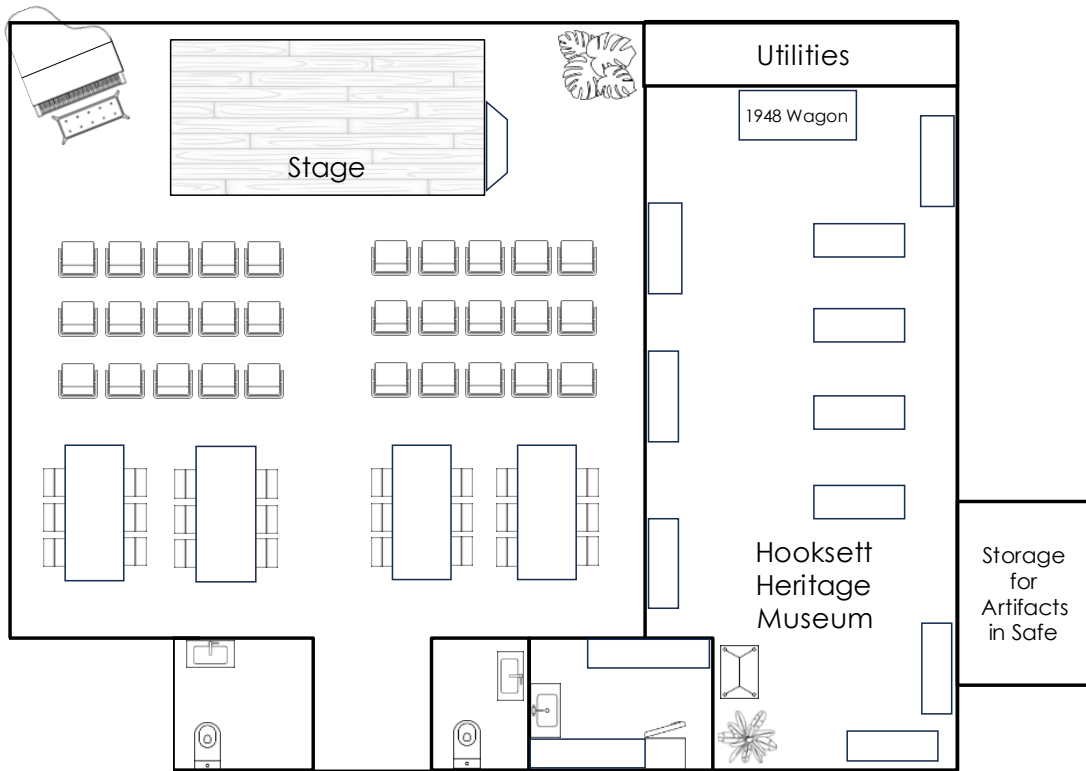 Utilities
1948 Wagon
Stage
Hooksett
Heritage
Museum
Storage
for
Artifacts
in Safe